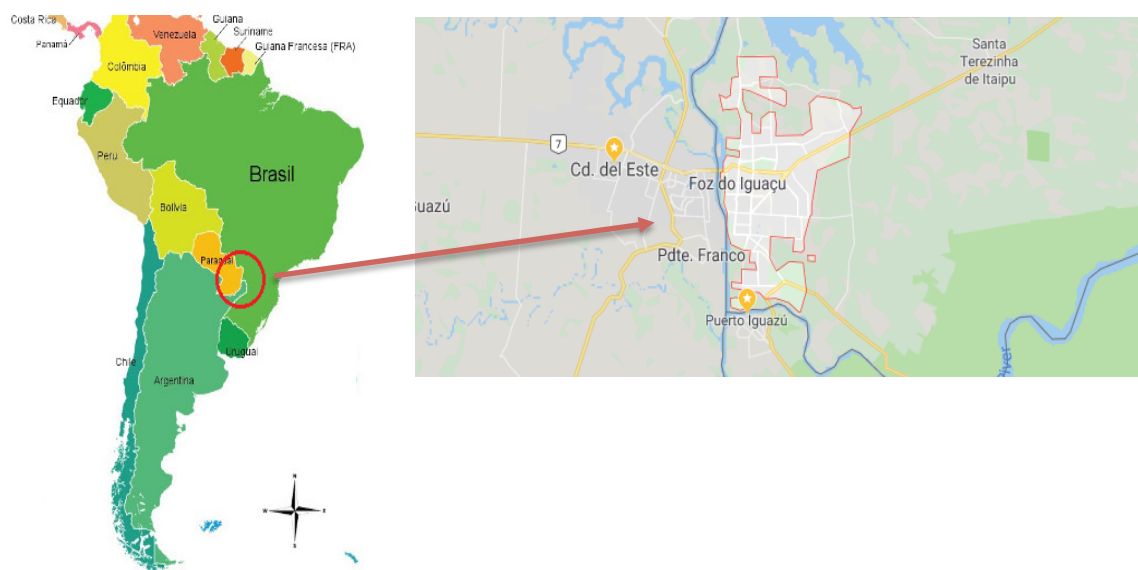 Costa Rica
Panamá
Venezuela
Guiana
Suriname
Guiana Francesa (FRA)
Colômbia
Equador
Peru
Brasil
Bolívia
Paraguai
Chile
Uruguai
Argentina
N
W
E
S
Santa
Terezinha
de Itaipu
7
Cd. del Este
Foz do Iguaçu
Guazú
Pdte. Franco
Puerto Iguazú
River